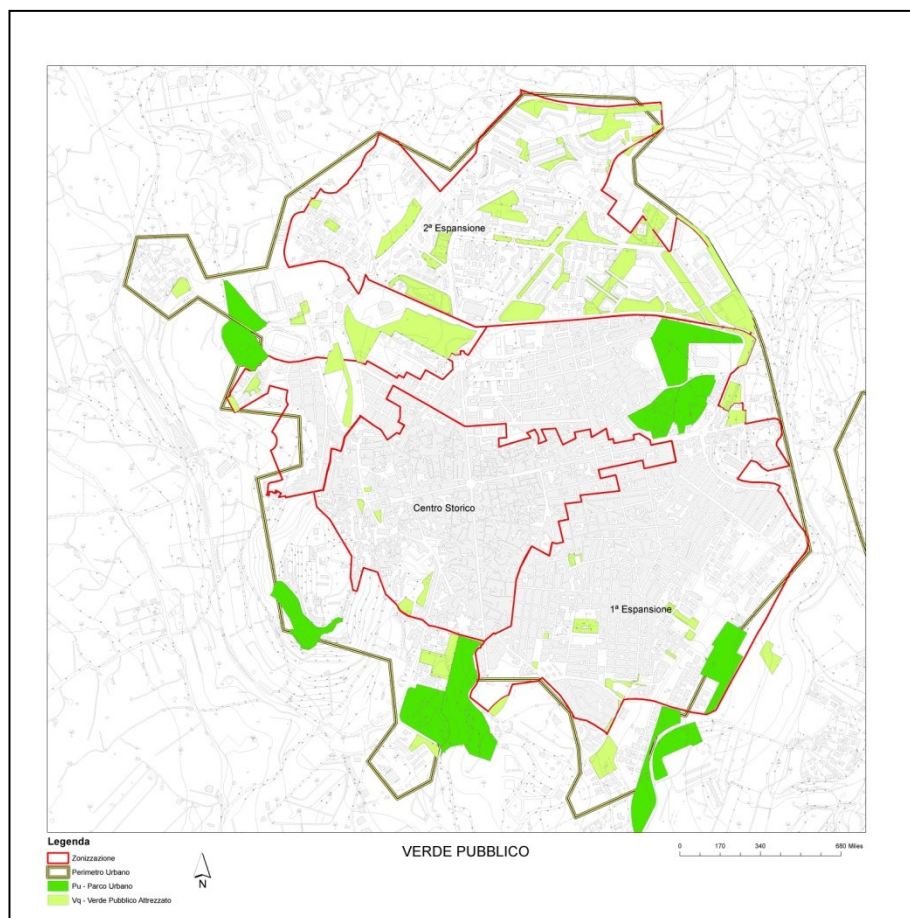 2ª Espansione
Centro Storico
1ª Espansione
Legenda
Zonizzazione
Perimetro Urbano
Pu - Parco Urbano
Vq - Verde Pubblico Attrezzato
N
VERDE PUBBLICO
0 170 340 680 Miles